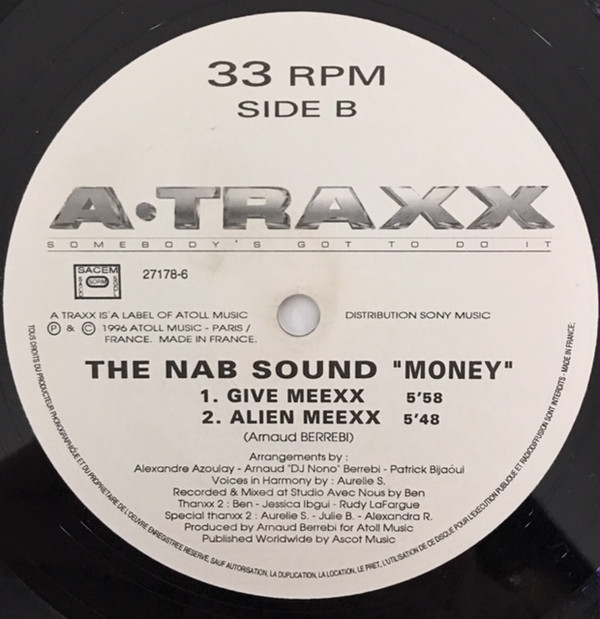 33 RPM
SIDE B
A•TRAXX
SOMEBODY'S GOT TO DO IT
SACEM
27178-6
A TRAXX IS A LABEL OF ATOLL MUSIC
Ⓟ & © 1996 ATOLL MUSIC - PARIS /
FRANCE. MADE IN FRANCE.
DISTRIBUTION SONY MUSIC
THE NAB SOUND "MONEY"
1. GIVE MEEXX 5'58
2. ALIEN MEEXX 5'48
(Arnaud BERREBI)
Arrangements by :
Alexandre Azoulay - Arnaud "DJ Nono" Berrebi - Patrick Bijaóui
Voices in Harmony by : Aurelie S.
Recorded & Mixed at Studio Avec Nous by Ben
Thanxx 2 : Ben - Jessica Ibgui - Rudy LaFargue
Special thanxx 2 : Aurelie S. - Julie B. - Alexandra R.
Produced by Arnaud Berrebi for Atoll Music
Published Worldwide by Ascot Music
TOUS DROITS DU PRODUCTEUR PHONOGRAPHIQUE ET DU PROPRIETAIRE DE L'OEUVRE ENREGISTREE RESERVE, SAUF AUTORISATION, LA DUPLICATION, LA LOCATION, LE PRET, L'UTILISATION DE CE DISQUE POUR L'EXECUTION PUBLIQUE ET RADIODIFFUSION SONT INTERDITS - MADE IN FRANCE.